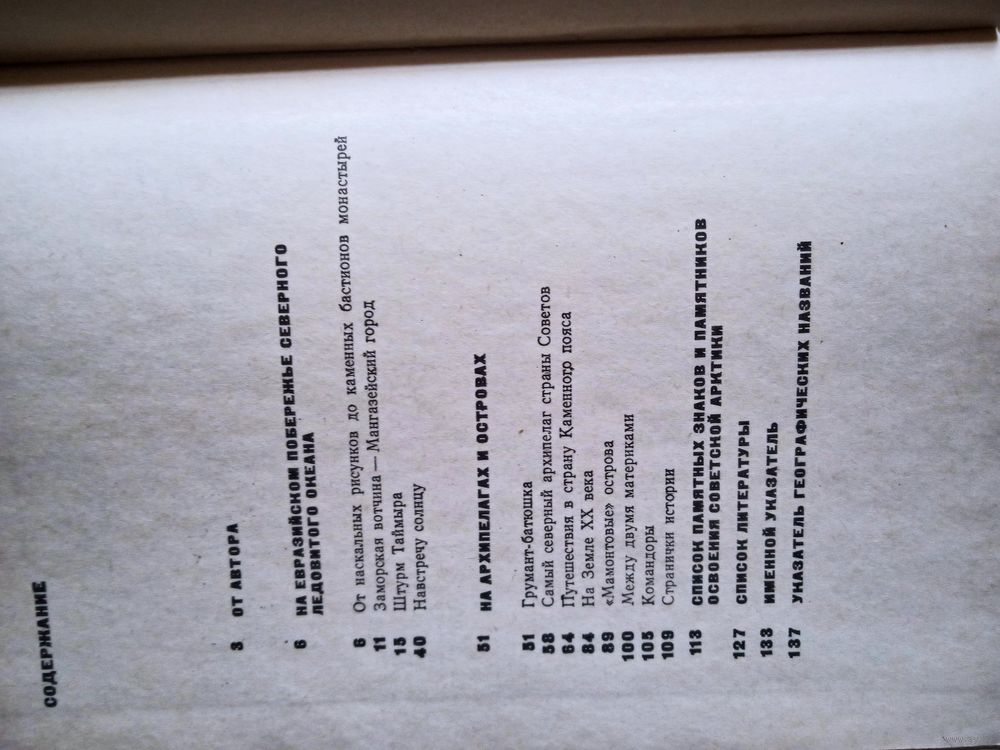 СОДЕРЖАНИЕ
3 ОТ АВТОРА
6 НА ЕВРАЗИЙСКОМ ПОБЕРЕЖЬЕ СЕВЕРНОГО
ЛЕДОВИТОГО ОКЕАНА
6 От наскальных рисунков до каменных бастионов монастырей
11 Заморская вотчина — Мангазейский город
15 Штурм Таймыра
40 Навстречу солнцу
51 НА АРХИПЕЛАГАХ И ОСТРОВАХ
51 Грумант-батюшка
58 Самый северный архипелаг страны Советов
64 Путешествия в страну Каменного пояса
84 На Земле XX века
89 «Мамонтовые» острова
100 Между двумя материками
105 Командоры
109 Странички истории
113 СПИСОК ПАМЯТНЫХ ЗНАКОВ И ПАМЯТНИКОВ
ОСВОЕНИЯ СОВЕТСКОЙ АРКТИКИ
127 СПИСОК ЛИТЕРАТУРЫ
133 ИМЕННОЙ УКАЗАТЕЛЬ
137 УКАЗАТЕЛЬ ГЕОГРАФИЧЕСКИХ НАЗВАНИЙ